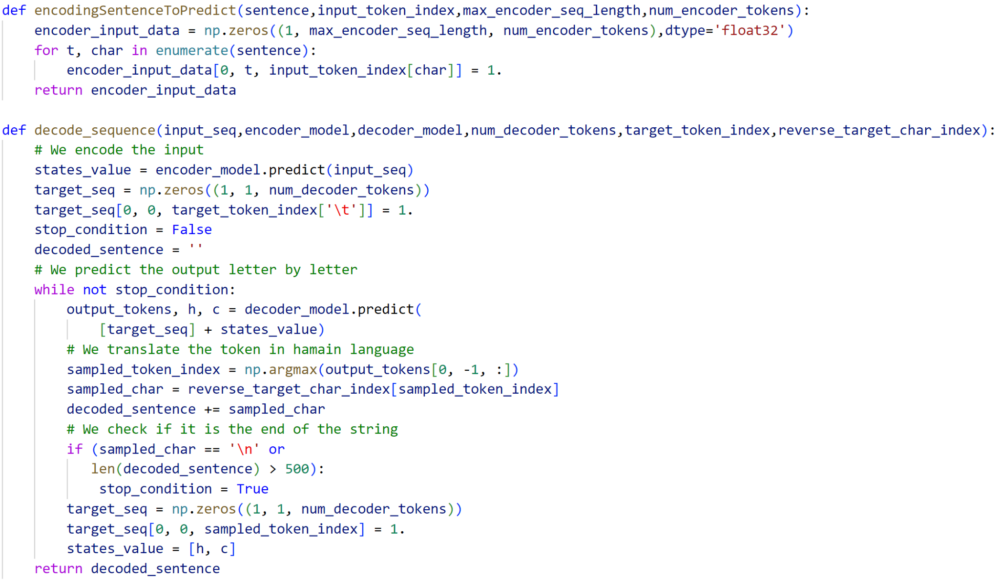 def encodingSentenceToPredict(sentence,input_token_index,max_encoder_seq_length,num_encoder_tokens):
    encoder_input_data = np.zeros((1, max_encoder_seq_length, num_encoder_tokens),dtype='float32')
    for t, char in enumerate(sentence):
        encoder_input_data[0, t, input_token_index[char]] = 1.
    return encoder_input_data

def decode_sequence(input_seq,encoder_model,decoder_model,num_decoder_tokens,target_token_index,reverse_target_char_index):
    # We encode the input
    states_value = encoder_model.predict(input_seq)
    target_seq = np.zeros((1, 1, num_decoder_tokens))
    target_seq[0, 0, target_token_index['\t']] = 1.
    stop_condition = False
    decoded_sentence = ''
    # We predict the output letter by letter
    while not stop_condition:
        output_tokens, h, c = decoder_model.predict(
            [target_seq] + states_value)
        # We translate the token in hamain language
        sampled_token_index = np.argmax(output_tokens[0, -1, :])
        sampled_char = reverse_target_char_index[sampled_token_index]
        decoded_sentence += sampled_char
        # We check if it is the end of the string
        if (sampled_char == '\n' or
           len(decoded_sentence) > 500):
            stop_condition = True
        target_seq = np.zeros((1, 1, num_decoder_tokens))
        target_seq[0, 0, sampled_token_index] = 1.
        states_value = [h, c]
    return decoded_sentence